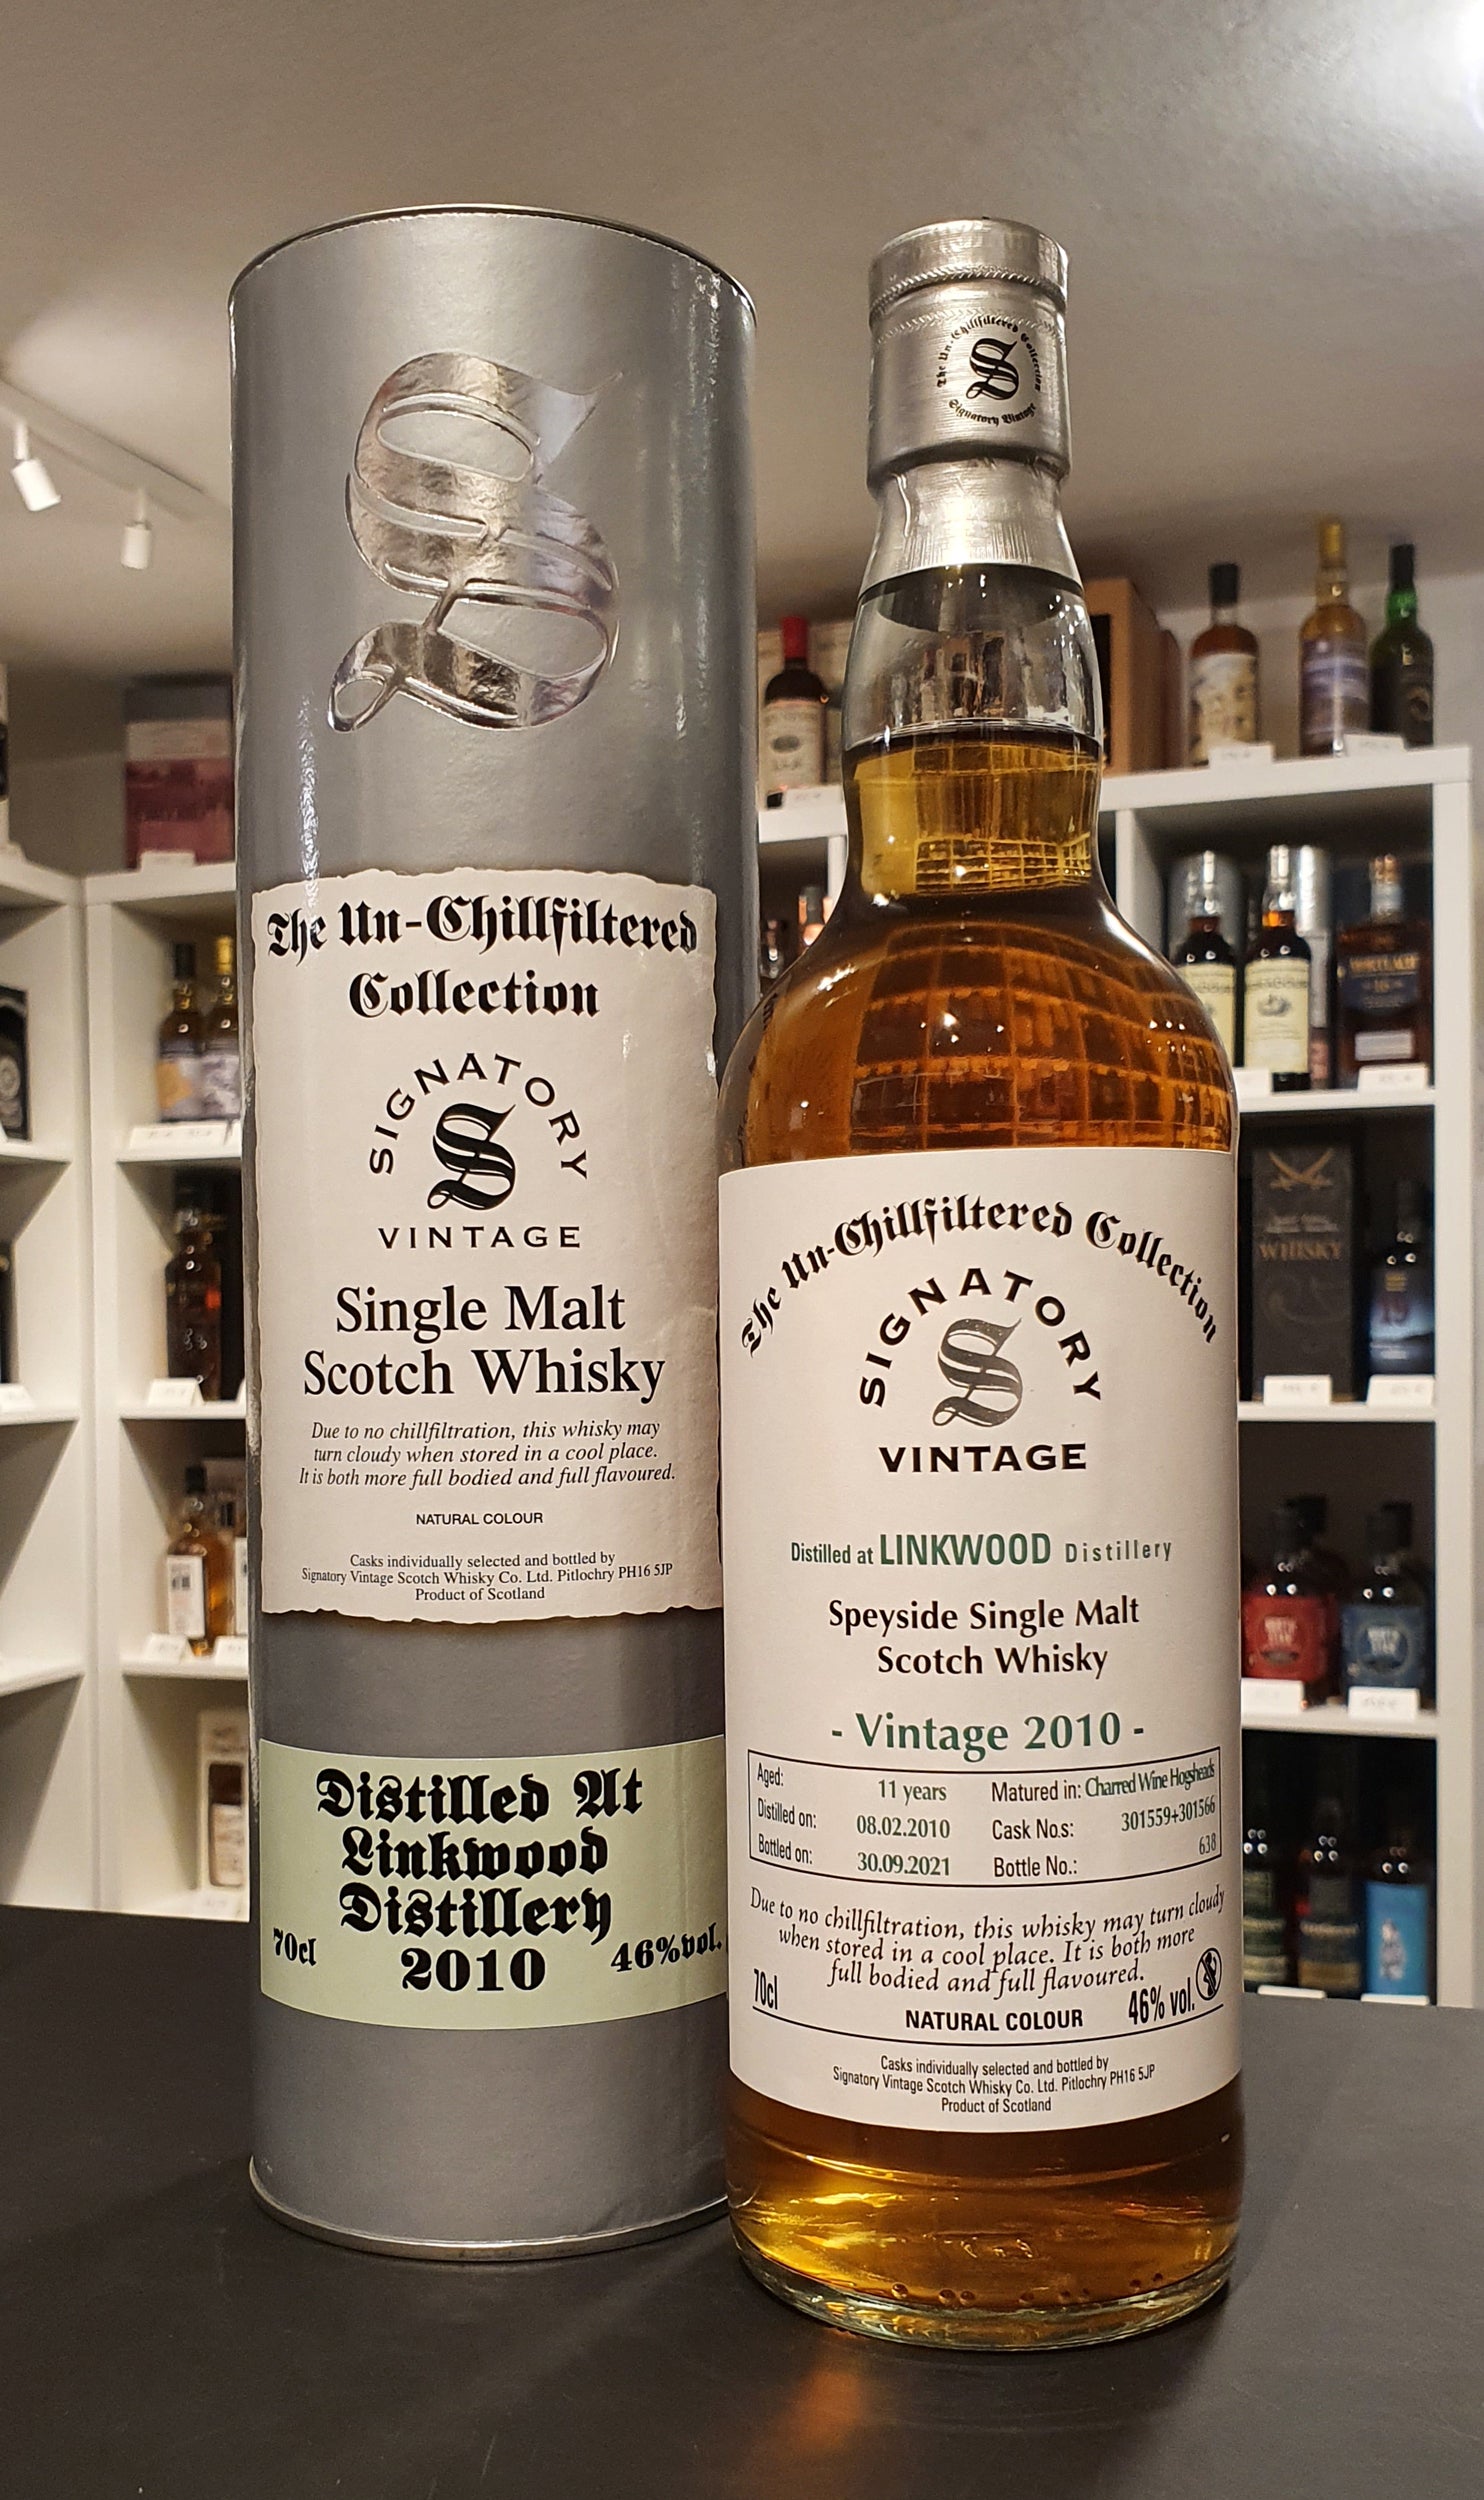 The Un-Chillfiltered
Collection
SIGNATORY
S
VINTAGE
Single Malt
Scotch Whisky
Due to no chillfiltration, this whisky may
turn cloudy when stored in a cool place.
It is both more full bodied and full flavoured.
NATURAL COLOUR
Casks individually selected and bottled by
Signatory Vintage Scotch Whisky Co. Ltd. Pitlochry PH16 5JP
Product of Scotland
Distilled At
Linkwood
Distillery
2010
70cl
46%vol.
The Un-Chillfiltered Collection
S
Signatory Vintage
The Un-Chillfiltered Collection
SIGNATORY
S
VINTAGE
Distilled at LINKWOOD Distillery
Speyside Single Malt
Scotch Whisky
- Vintage 2010 -
Aged: 11 years Matured in: Charred Wine Hogsheads
Distilled on: 08.02.2010 Cask No.s: 301559+301566
Bottled on: 30.09.2021 Bottle No.: 638
Due to no chillfiltration, this whisky may turn cloudy
when stored in a cool place. It is both more
full bodied and full flavoured.
70cl NATURAL COLOUR 46% vol.
Casks individually selected and bottled by
Signatory Vintage Scotch Whisky Co. Ltd. Pitlochry PH16 5JP
Product of Scotland
WHISKY